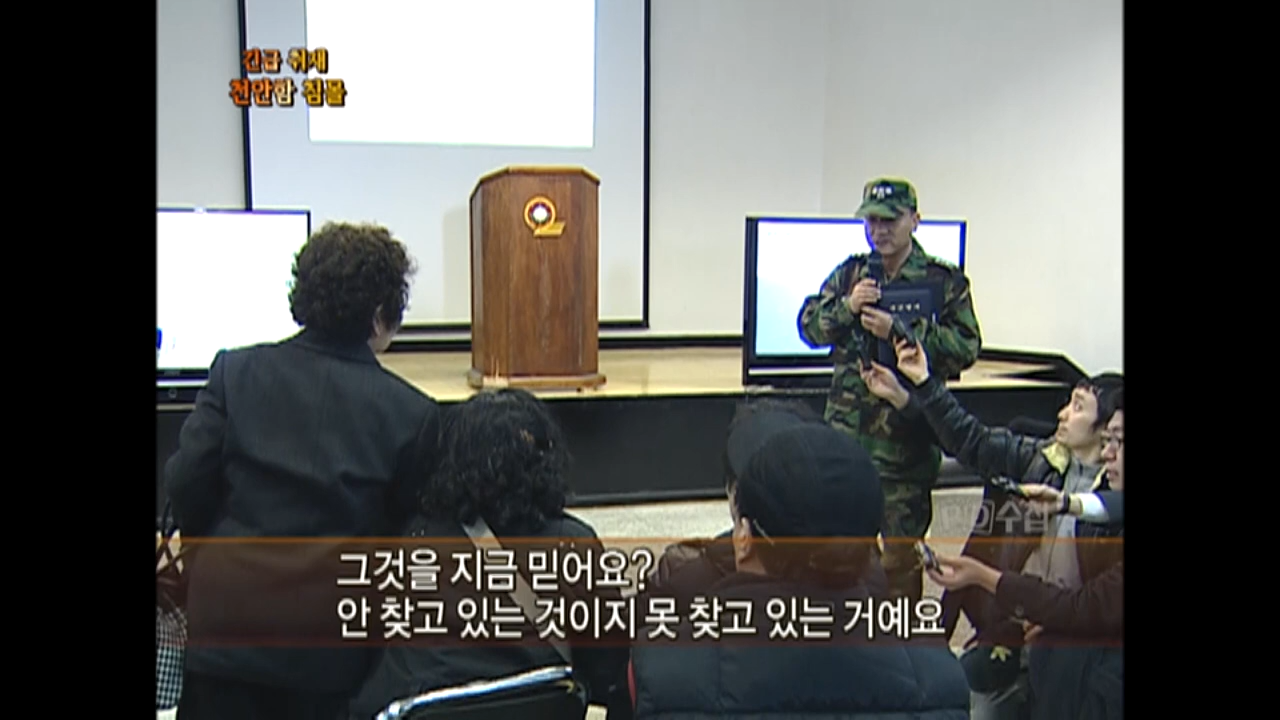 긴급 취재
천안함 침몰
그것을 지금 믿어요?
안 찾고 있는 것이지 못 찾고 있는 거예요